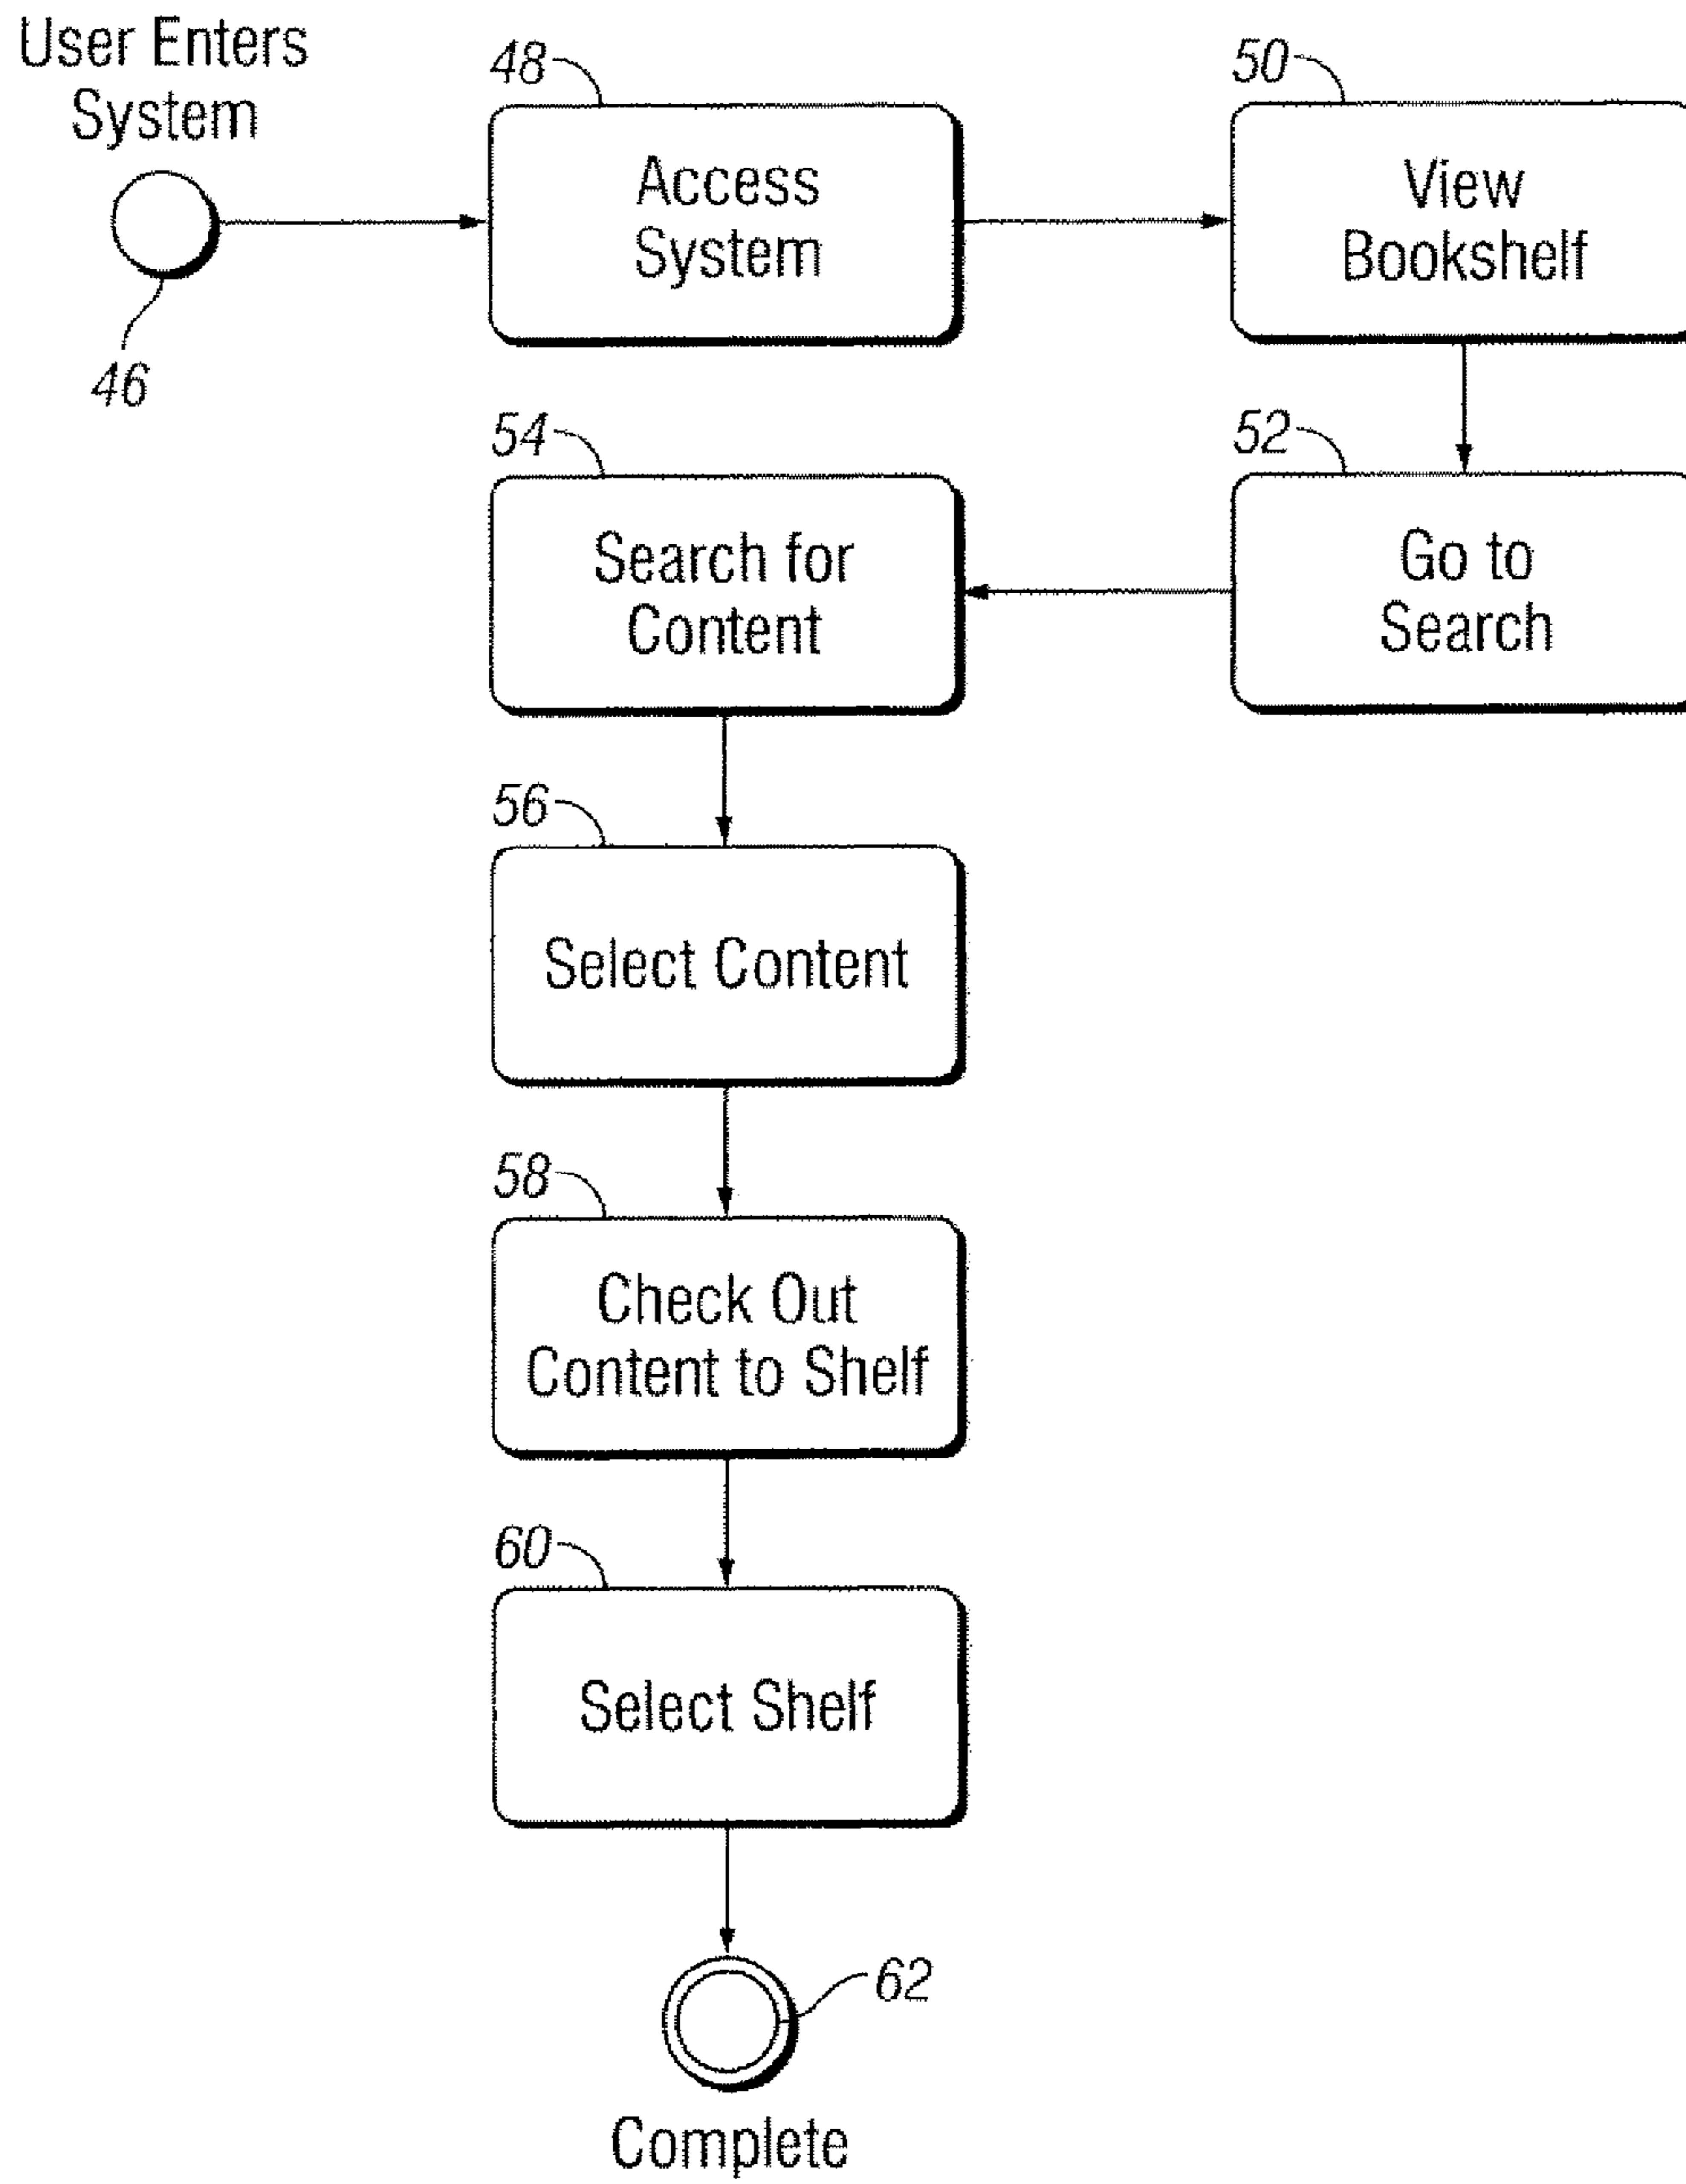 User Enters
System
46
48
Access
System
50
View
Bookshelf
52
Go to
Search
54
Search for
Content
56
Select Content
58
Check Out
Content to Shelf
60
Select Shelf
62
Complete